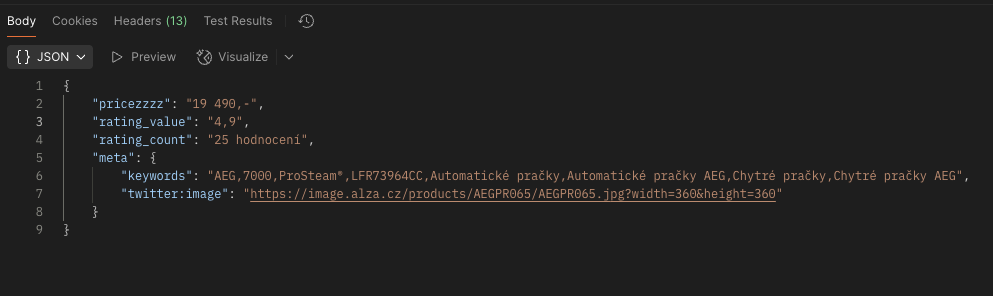 Body Cookies Headers (13) Test Results
{} JSON Preview Visualize
1 {
2 "pricezzzz": "19 490,-",
3 "rating_value": "4,9",
4 "rating_count": "25 hodnocení",
5 "meta": {
6 "keywords": "AEG,7000,ProSteam®,LFR73964CC,Automatické pračky,Automatické pračky AEG,Chytré pračky,Chytré pračky AEG",
7 "twitter:image": "https://image.alza.cz/products/AEGPR065/AEGPR065.jpg?width=360&height=360"
8 }
9 }